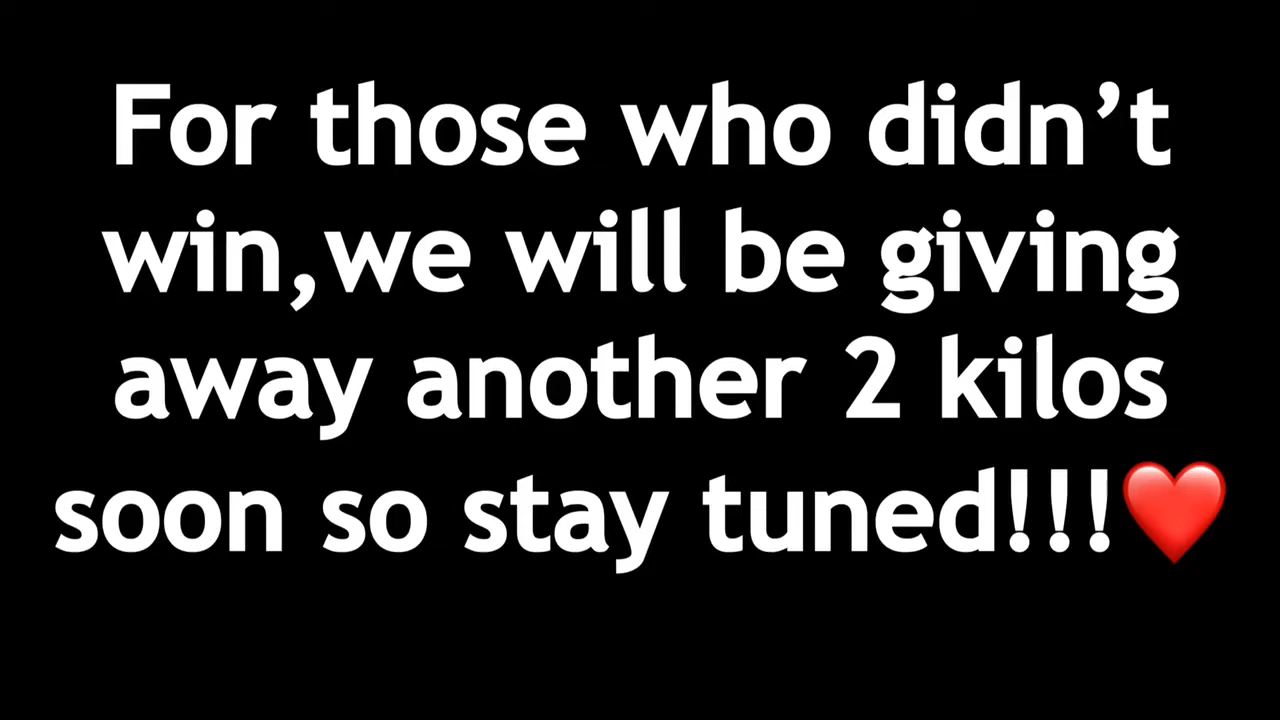 For those who didn’t
win,we will be giving
away another 2 kilos
soon so stay tuned!!!❤️